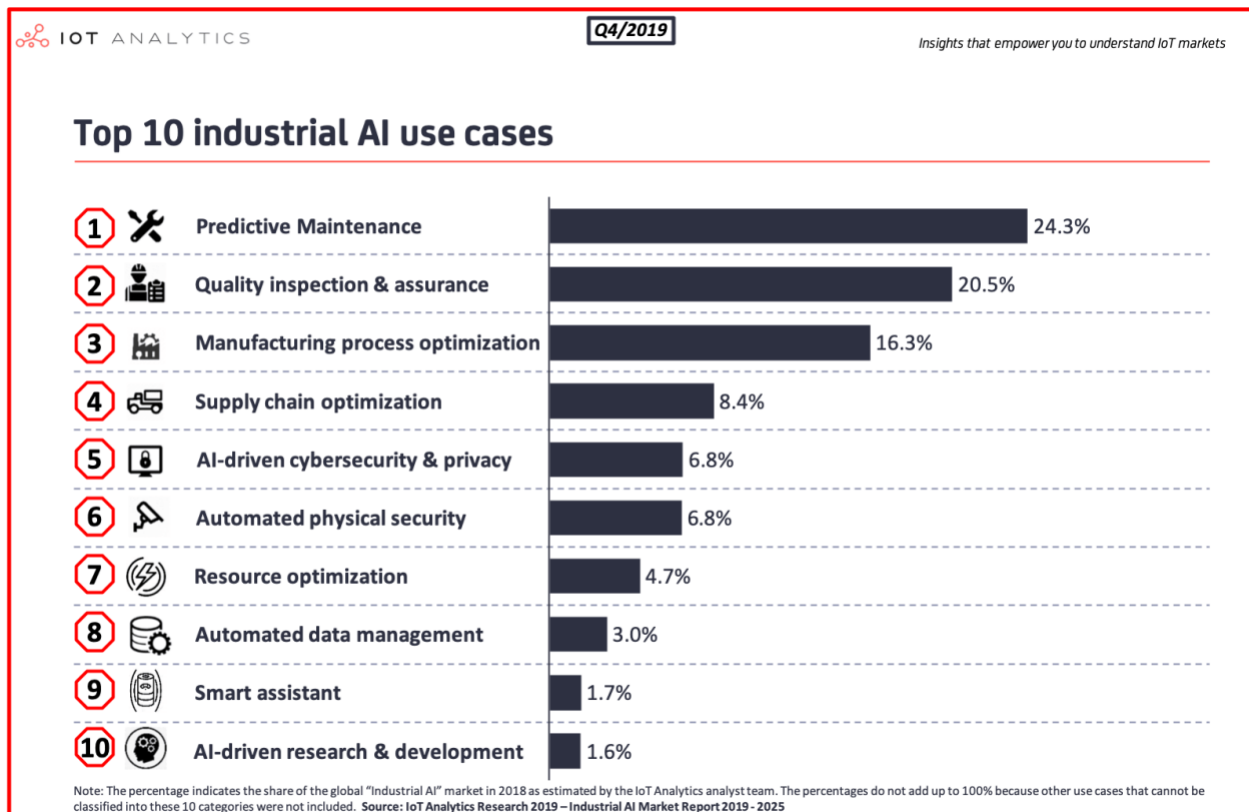 IOT ANALYTICS
Q4/2019
Insights that empower you to understand IoT markets
Top 10 industrial AI use cases
1 Predictive Maintenance 24.3%
2 Quality inspection & assurance 20.5%
3 Manufacturing process optimization 16.3%
4 Supply chain optimization 8.4%
5 AI-driven cybersecurity & privacy 6.8%
6 Automated physical security 6.8%
7 Resource optimization 4.7%
8 Automated data management 3.0%
9 Smart assistant 1.7%
10 AI-driven research & development 1.6%
Note: The percentage indicates the share of the global “Industrial AI” market in 2018 as estimated by the IoT Analytics analyst team. The percentages do not add up to 100% because other use cases that cannot be
classified into these 10 categories were not included. Source: IoT Analytics Research 2019 – Industrial AI Market Report 2019 - 2025